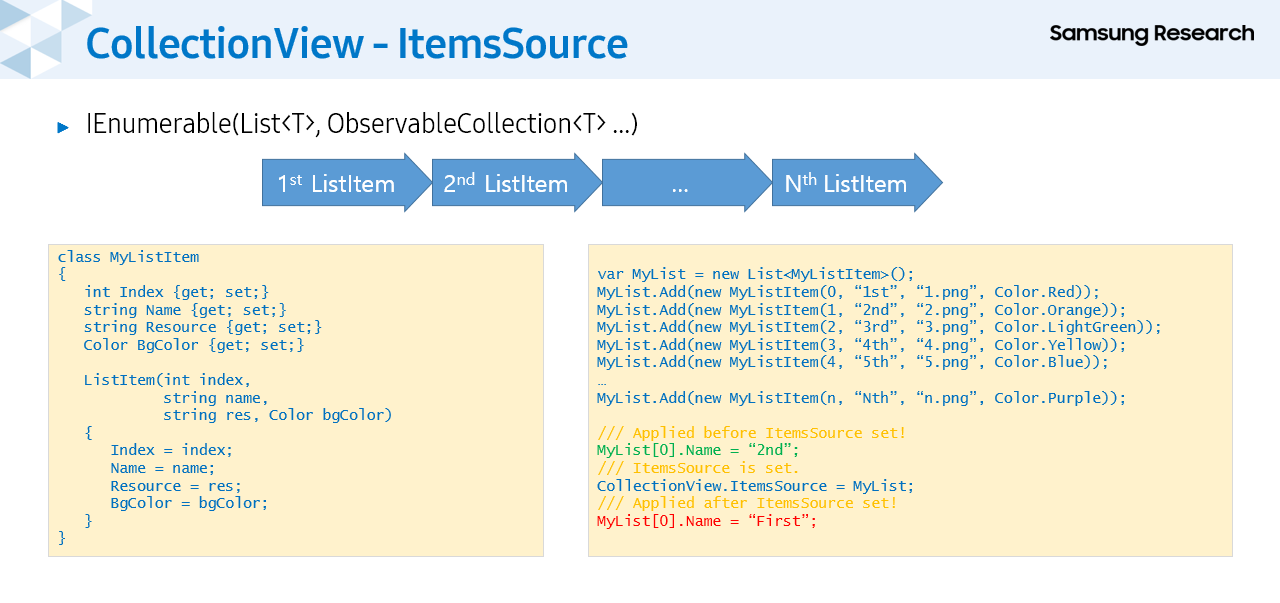 CollectionView - ItemsSource
Samsung Research
IEnumerable(List<T>, ObservableCollection<T> ...)
1st ListItem
2nd ListItem
...
Nth ListItem
class MyListItem
{
   int Index {get; set;}
   string Name {get; set;}
   string Resource {get; set;}
   Color BgColor {get; set;}

   ListItem(int index,
            string name,
            string res, Color bgColor)
   {
      Index = index;
      Name = name;
      Resource = res;
      BgColor = bgColor;
   }
}
var MyList = new List<MyListItem>();
MyList.Add(new MyListItem(0, “1st”, “1.png”, Color.Red));
MyList.Add(new MyListItem(1, “2nd”, “2.png”, Color.Orange));
MyList.Add(new MyListItem(2, “3rd”, “3.png”, Color.LightGreen));
MyList.Add(new MyListItem(3, “4th”, “4.png”, Color.Yellow));
MyList.Add(new MyListItem(4, “5th”, “5.png”, Color.Blue));
…
MyList.Add(new MyListItem(n, “Nth”, “n.png”, Color.Purple));

/// Applied before ItemsSource set!
MyList[0].Name = “2nd”;
/// ItemsSource is set.
CollectionView.ItemsSource = MyList;
/// Applied after ItemsSource set!
MyList[0].Name = “First”;